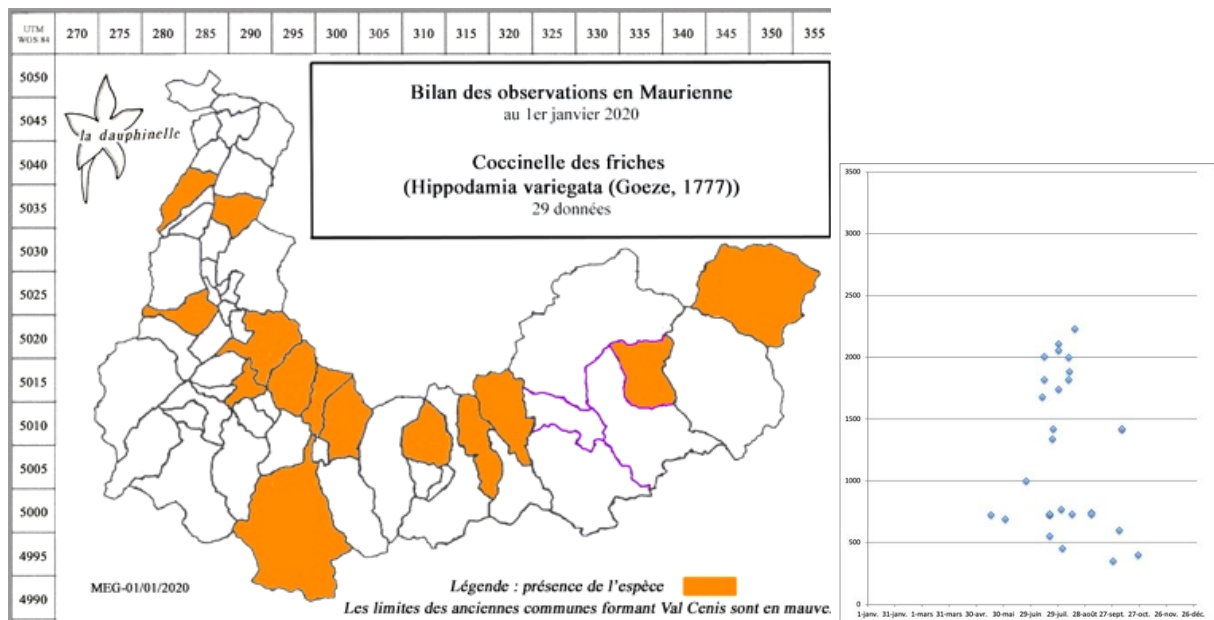 UTM
WGS 84
270 275 280 285 290 295 300 305 310 315 320 325 330 335 340 350 355
5050
5045
5040
5035
5030
5025
5020
5015
5010
5005
5000
4995
4990
la dauphinelle
Bilan des observations en Maurienne
au 1er janvier 2020
Coccinelle des friches
(Hippodamia variegata (Goeze, 1777))
29 données
MEG-01/01/2020
Légende : présence de l'espèce
Les limites des anciennes communes formant Val Cenis sont en mauve.
3500
3000
2500
2000
1500
1000
500
0
1-janv. 31-janv. 1-mars 31-mars 30-avr. 30-mai 29-juin 29-juil. 28-août 27-sept. 27-oct. 26-nov. 26-déc.